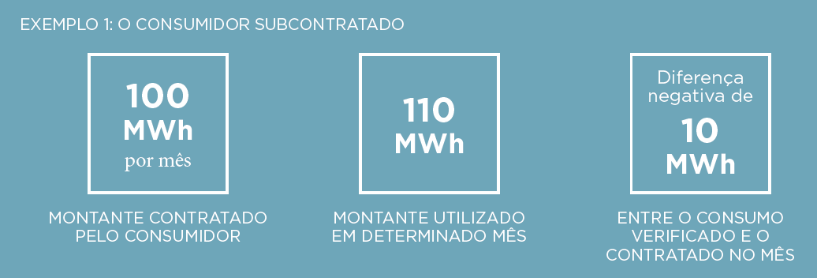 EXEMPLO 1: O CONSUMIDOR SUBCONTRATADO
100
MWh
por mês
MONTANTE CONTRATADO
PELO CONSUMIDOR
110
MWh
MONTANTE UTILIZADO
EM DETERMINADO MÊS
Diferença
negativa de
10
MWh
ENTRE O CONSUMO
VERIFICADO E O
CONTRATADO NO MÊS